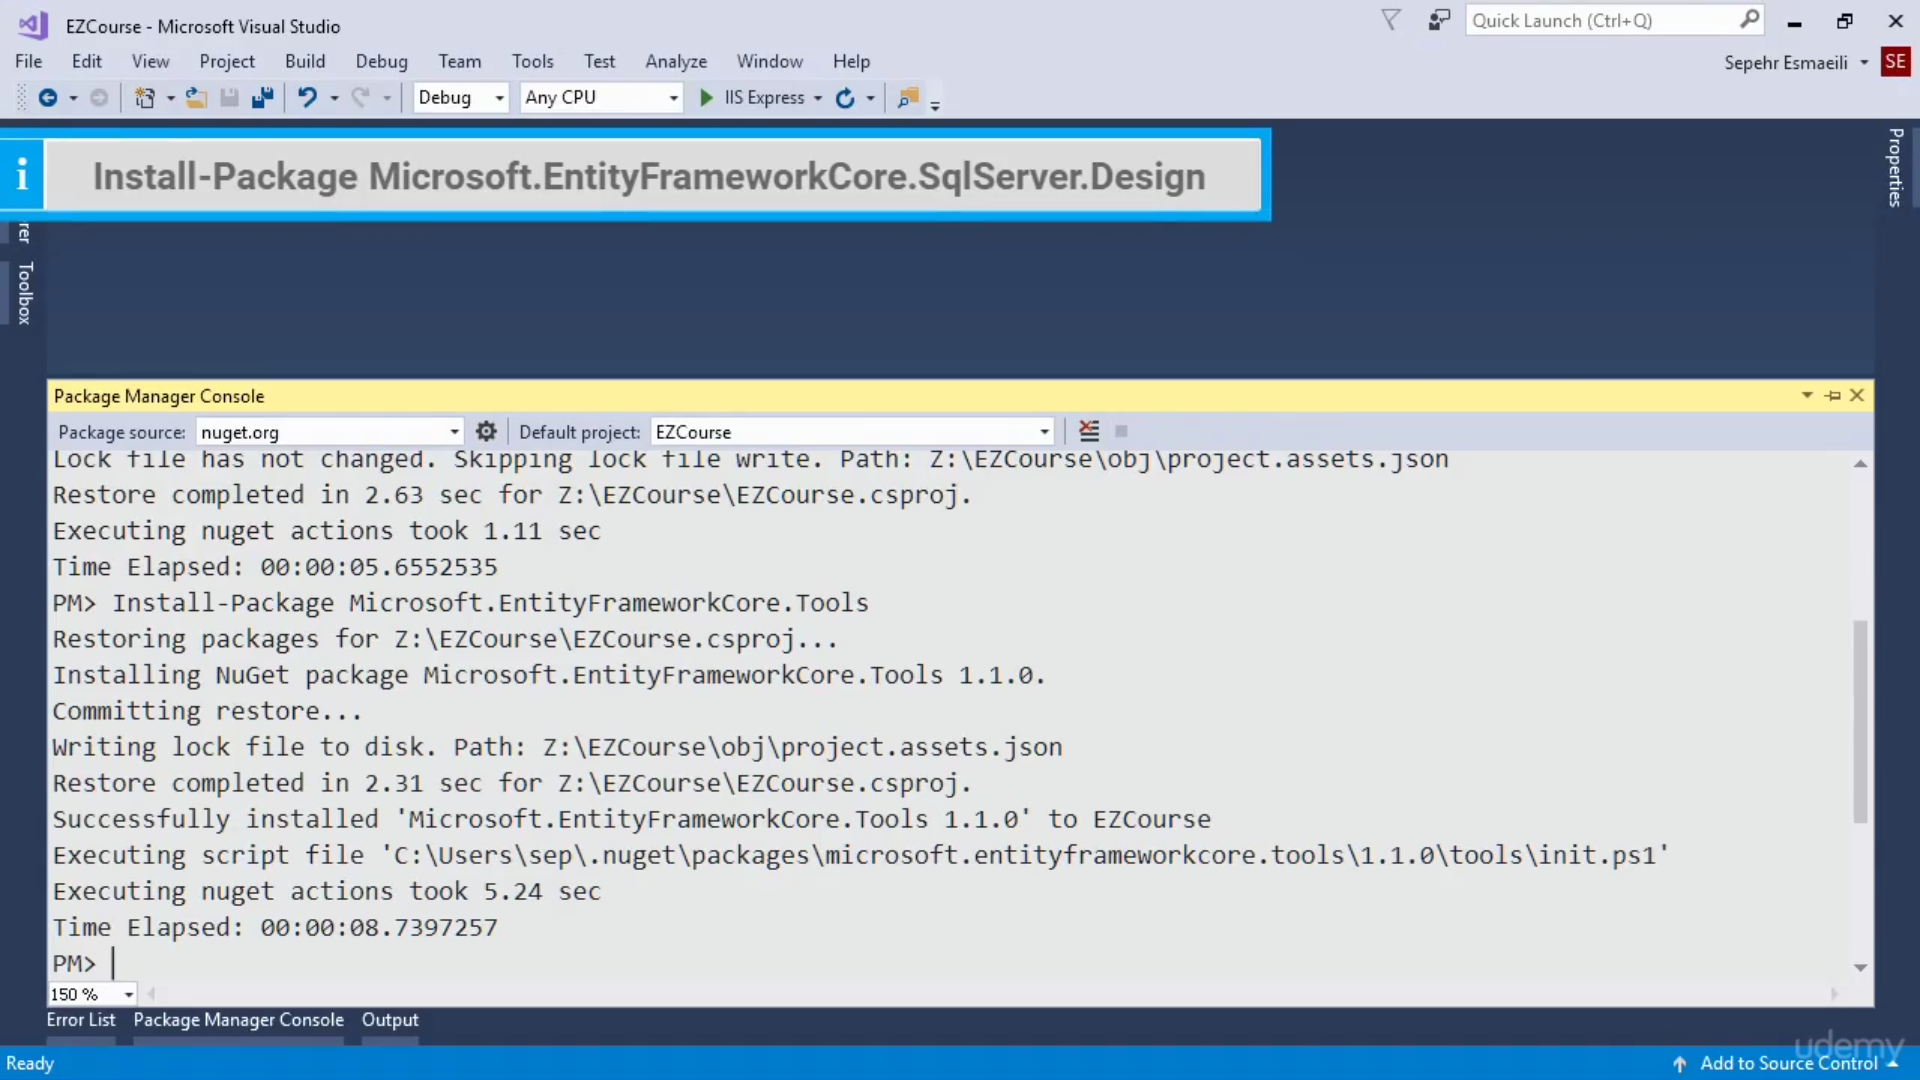 EZCourse - Microsoft Visual Studio
Quick Launch (Ctrl+Q)
File Edit View Project Build Debug Team Tools Test Analyze Window Help
Sepehr Esmaeili SE
Debug Any CPU IIS Express
i Install-Package Microsoft.EntityFrameworkCore.SqlServer.Design
Properties
rer
Toolbox
Package Manager Console
Package source: nuget.org Default project: EZCourse
Lock file has not changed. Skipping lock file write. Path: Z:\EZCourse\obj\project.assets.json
Restore completed in 2.63 sec for Z:\EZCourse\EZCourse.csproj.
Executing nuget actions took 1.11 sec
Time Elapsed: 00:00:05.6552535
PM> Install-Package Microsoft.EntityFrameworkCore.Tools
Restoring packages for Z:\EZCourse\EZCourse.csproj...
Installing NuGet package Microsoft.EntityFrameworkCore.Tools 1.1.0.
Committing restore...
Writing lock file to disk. Path: Z:\EZCourse\obj\project.assets.json
Restore completed in 2.31 sec for Z:\EZCourse\EZCourse.csproj.
Successfully installed 'Microsoft.EntityFrameworkCore.Tools 1.1.0' to EZCourse
Executing script file 'C:\Users\sep\.nuget\packages\microsoft.entityframeworkcore.tools\1.1.0\tools\init.ps1'
Executing nuget actions took 5.24 sec
Time Elapsed: 00:00:08.7397257
PM>
150 %
Error List Package Manager Console Output
udemy
Ready Add to Source Control